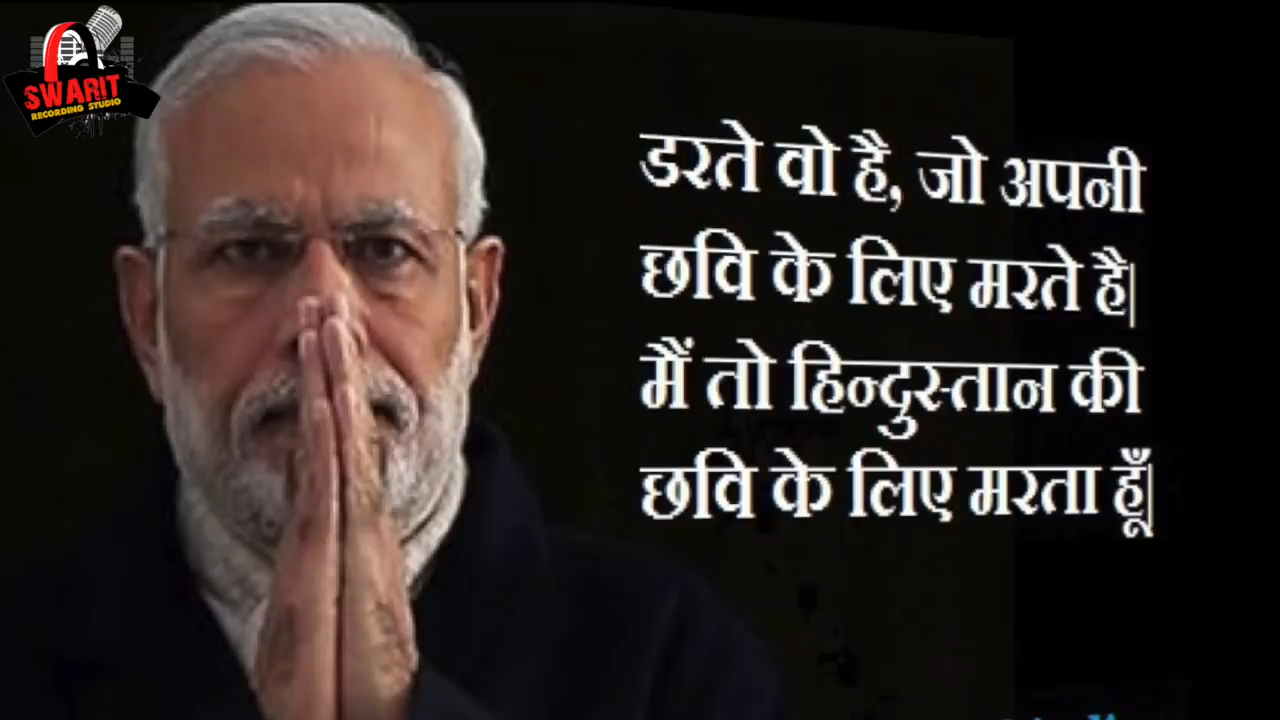 SWARIT
RECORDING STUDIO
डरते वो है, जो अपनी
छवि के लिए मरते है|
मैं तो हिन्दुस्तान की
छवि के लिए मरता हूँ|